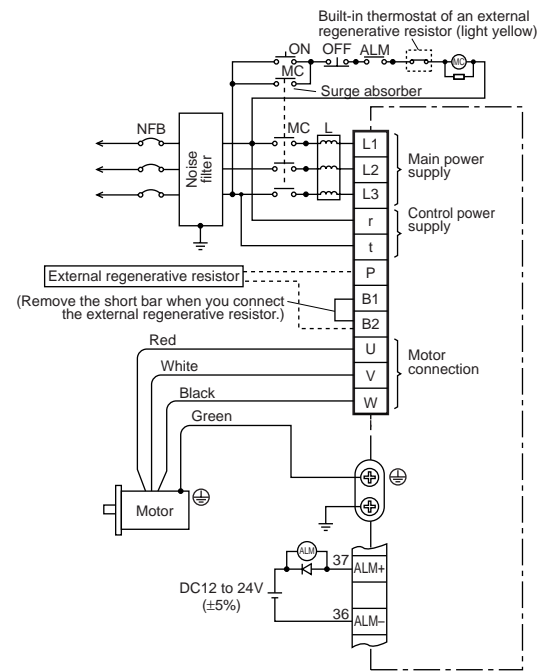 Built-in thermostat of an external
regenerative resistor (light yellow)
ON OFF ALM
MC
MC
Surge absorber
NFB
Noise
filter
MC L
L1
L2
L3
Main power
supply
r
t
Control power
supply
P
B1
B2
External regenerative resistor
(Remove the short bar when you connect
the external regenerative resistor.)
Red
White
Black
Green
U
V
W
Motor
connection
Motor
ALM
37 ALM+
DC12 to 24V
(±5%)
36 ALM–